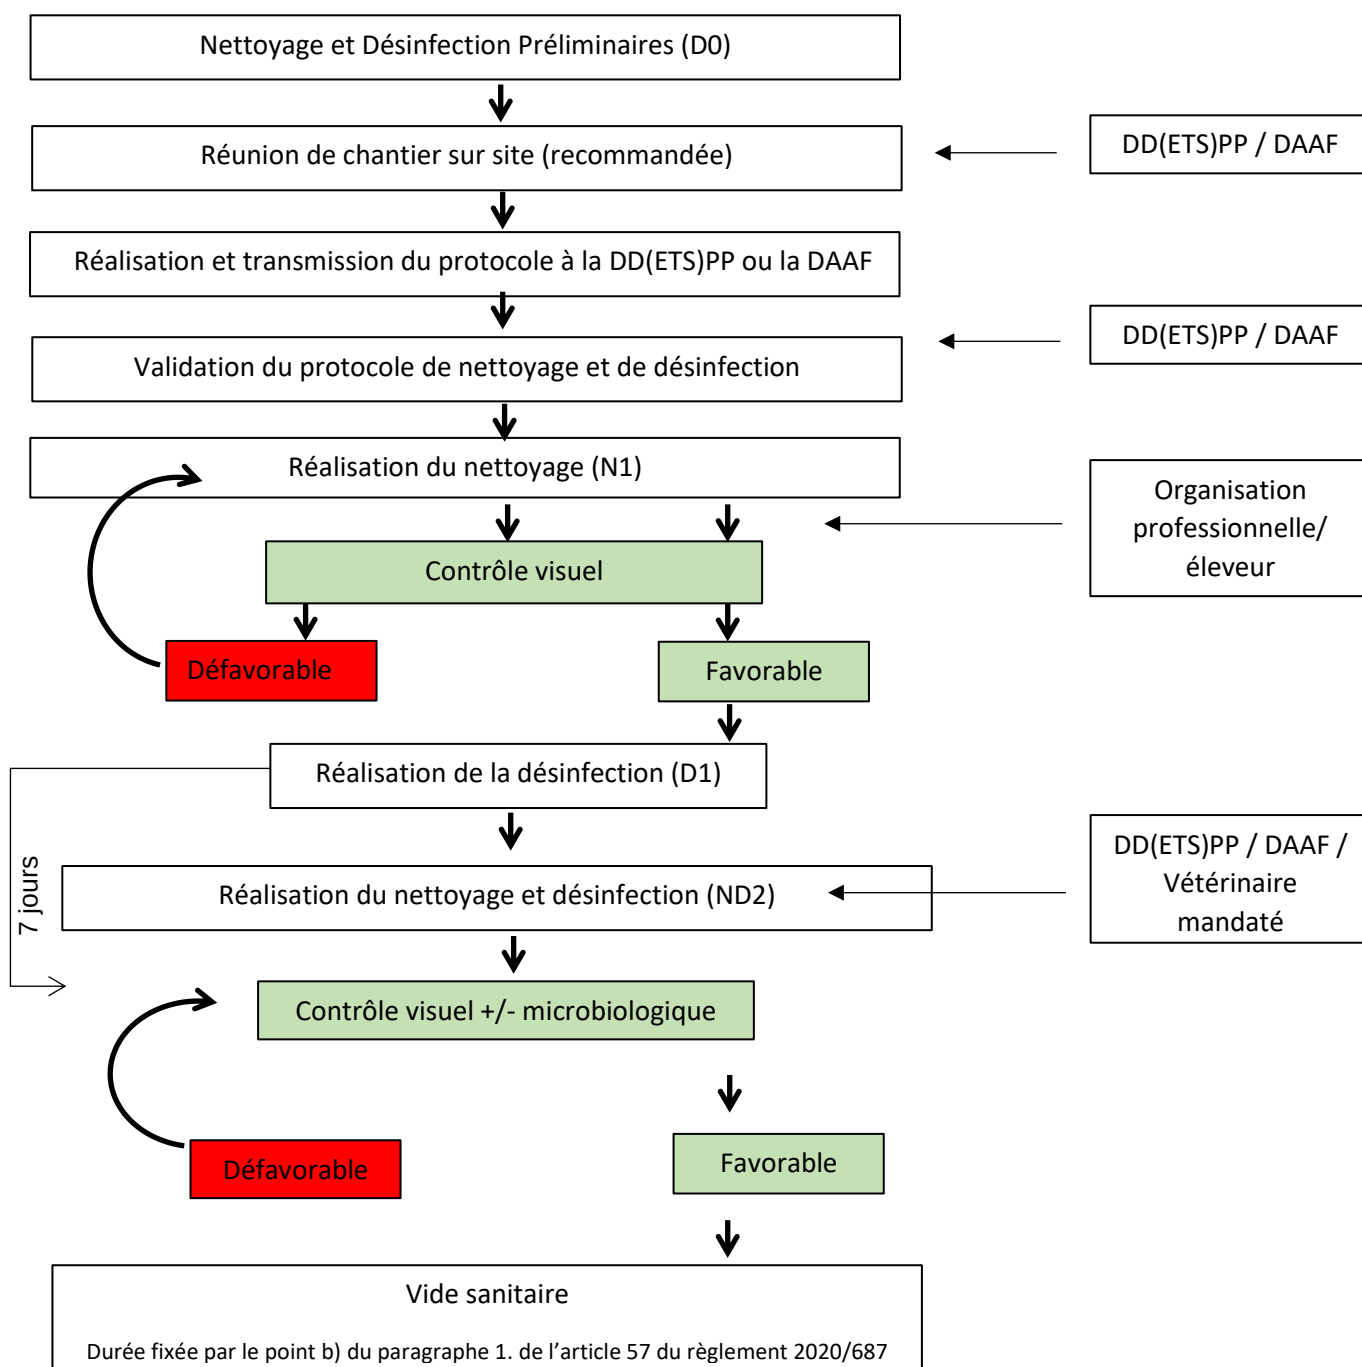 Nettoyage et Désinfection Préliminaires (D0)
Réunion de chantier sur site (recommandée)
DD(ETS)PP / DAAF
Réalisation et transmission du protocole à la DD(ETS)PP ou la DAAF
Validation du protocole de nettoyage et de désinfection
DD(ETS)PP / DAAF
Réalisation du nettoyage (N1)
Organisation
professionnelle/
éleveur
Contrôle visuel
Défavorable
Favorable
Réalisation de la désinfection (D1)
7 jours
Réalisation du nettoyage et désinfection (ND2)
DD(ETS)PP / DAAF /
Vétérinaire
mandaté
Contrôle visuel +/- microbiologique
Défavorable
Favorable
Vide sanitaire
Durée fixée par le point b) du paragraphe 1. de l’article 57 du règlement 2020/687